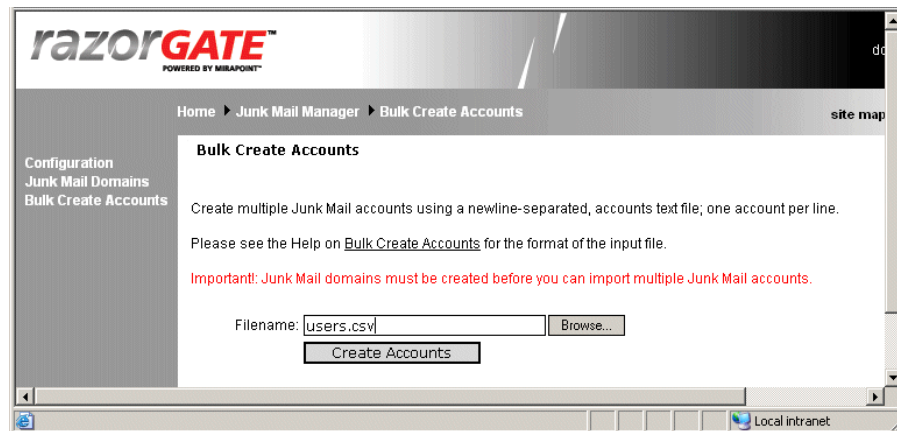 razorGATE™
POWERED BY MIRAPOINT™
Home Junk Mail Manager Bulk Create Accounts
site map
Configuration
Junk Mail Domains
Bulk Create Accounts
Bulk Create Accounts
Create multiple Junk Mail accounts using a newline-separated, accounts text file; one account per line.
Please see the Help on Bulk Create Accounts for the format of the input file.
Important!: Junk Mail domains must be created before you can import multiple Junk Mail accounts.
Filename: users.csv Browse...
Create Accounts
Local intranet